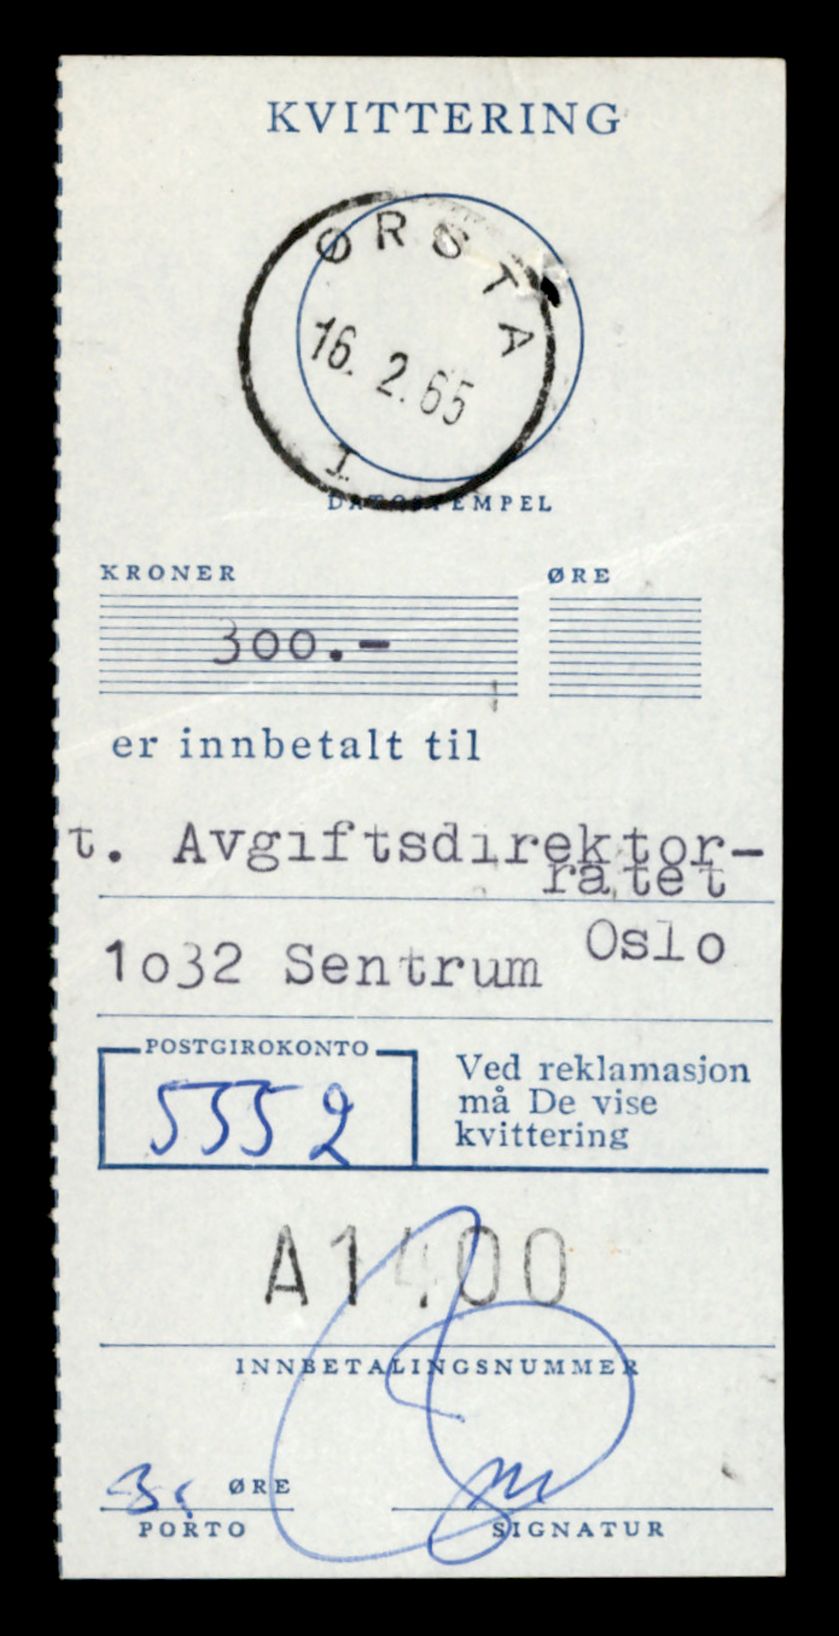 KVITTERING
ØRSTA
16. 2. 65
I
DATOSTEMPEL
KRONER ØRE
300.-
er innbetalt til
t. Avgiftsdirektor-
ratet
1o32 Sentrum Oslo
POSTGIROKONTO
5552
Ved reklamasjon
må De vise
kvittering
A1400
INNBETALINGSNUMMER
ØRE
PORTO
SIGNATUR